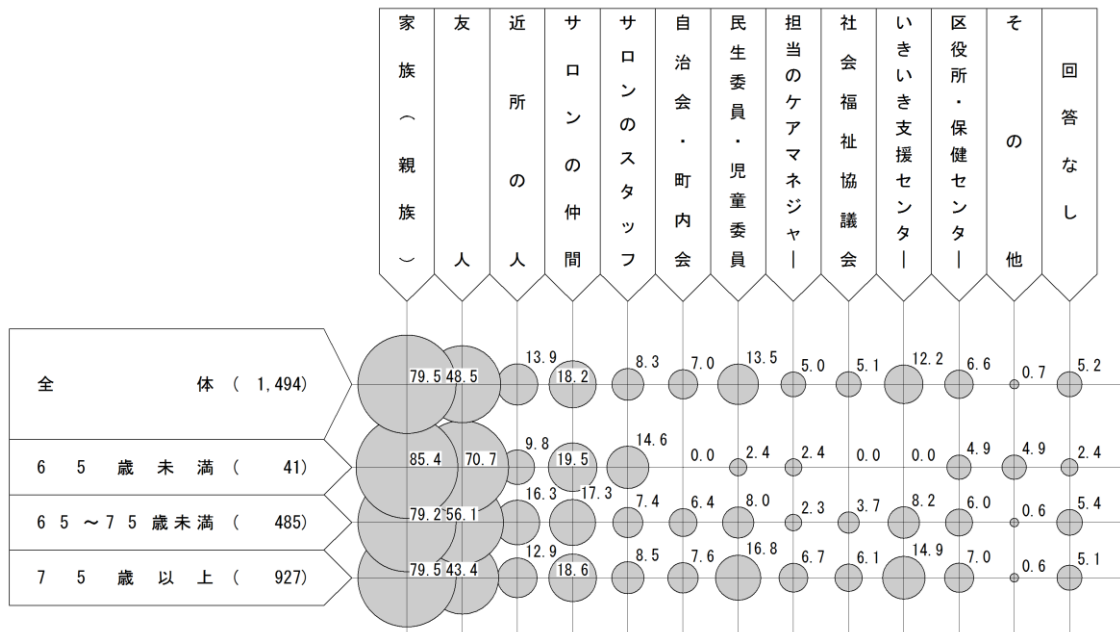 家族（親族）
友人
近所の人
サロンの仲間
サロンのスタッフ
自治会・町内会
民生委員・児童委員
担当のケアマネジャー
社会福祉協議会
いきいき支援センター
区役所・保健センター
その他
回答なし
全体 ( 1,494) 79.5 48.5 13.9 18.2 8.3 7.0 13.5 5.0 5.1 12.2 6.6 0.7 5.2
65歳未満 ( 41) 85.4 70.7 9.8 19.5 14.6 0.0 2.4 2.4 0.0 0.0 4.9 4.9 2.4
65～75歳未満 ( 485) 79.2 56.1 16.3 17.3 7.4 6.4 8.0 2.3 3.7 8.2 6.0 0.6 5.4
75歳以上 ( 927) 79.5 43.4 12.9 18.6 8.5 7.6 16.8 6.7 6.1 14.9 7.0 0.6 5.1